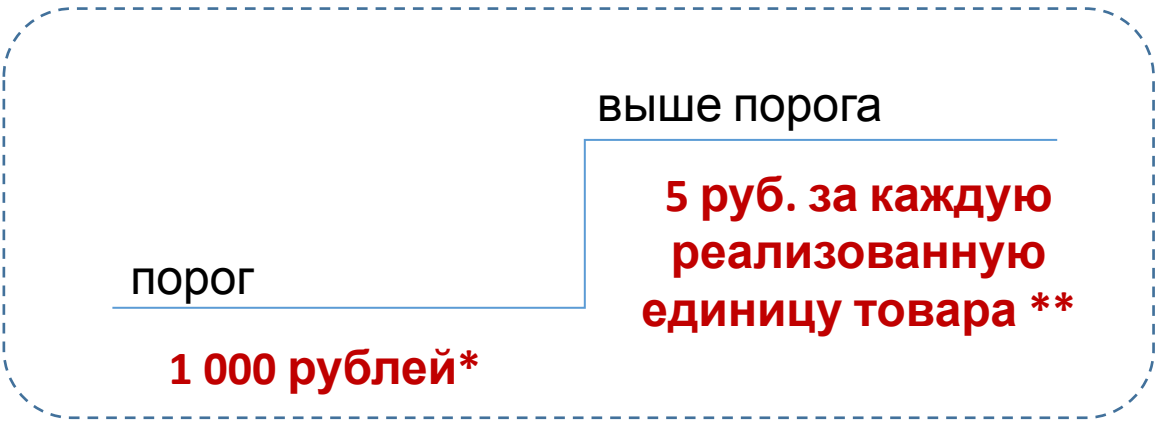 выше порога
5 руб. за каждую
реализованную
единицу товара **
порог
1 000 рублей*